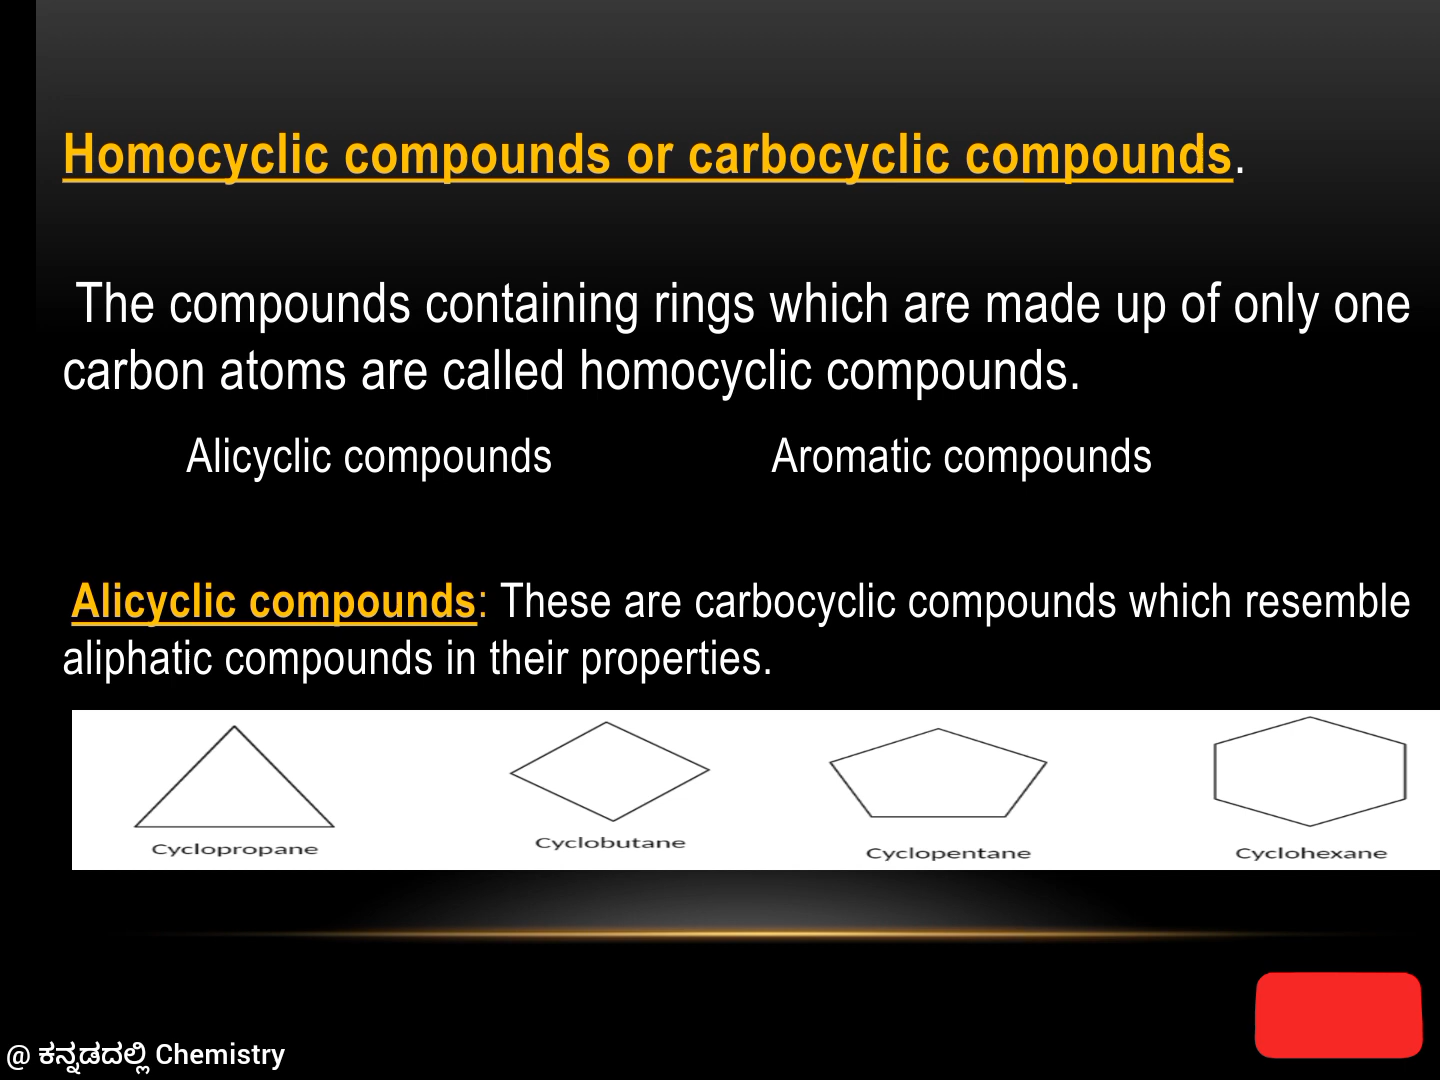 Homocyclic compounds or carbocyclic compounds.
The compounds containing rings which are made up of only one
carbon atoms are called homocyclic compounds.
Alicyclic compounds Aromatic compounds
Alicyclic compounds: These are carbocyclic compounds which resemble
aliphatic compounds in their properties.
Cyclopropane Cyclobutane Cyclopentane Cyclohexane
@ ಕನ್ನಡದಲ್ಲಿ Chemistry